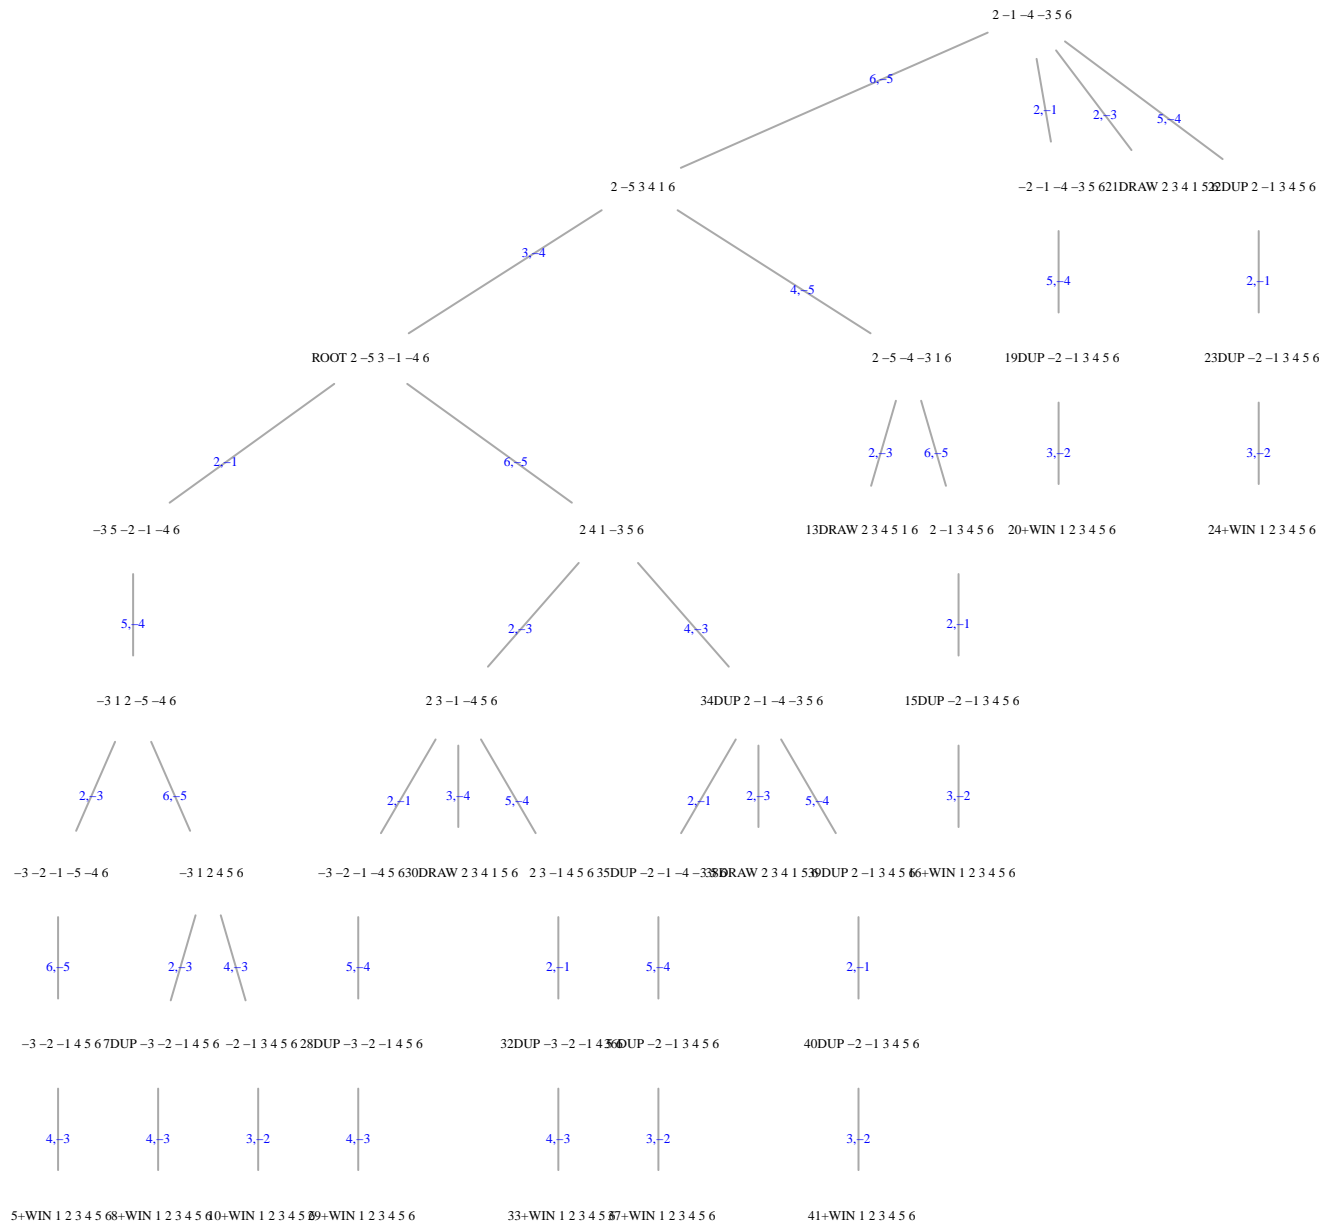 2 −1 −4 −3 5 6
6,−5
2,−1
2,−3
5,−4
2 −5 3 4 1 6
−2 −1 −4 −3 5 6
21DRAW 2 3 4 1 5 6
22DUP 2 −1 3 4 5 6
3,−4
4,−5
5,−4
2,−1
ROOT 2 −5 3 −1 −4 6
2 −5 −4 −3 1 6
19DUP −2 −1 3 4 5 6
23DUP −2 −1 3 4 5 6
2,−1
6,−5
2,−3
6,−5
3,−2
3,−2
−3 5 −2 −1 −4 6
2 4 1 −3 5 6
13DRAW 2 3 4 5 1 6
2 −1 3 4 5 6
20+WIN 1 2 3 4 5 6
24+WIN 1 2 3 4 5 6
5,−4
2,−3
4,−3
2,−1
−3 1 2 −5 −4 6
2 3 −1 −4 5 6
34DUP 2 −1 −4 −3 5 6
15DUP −2 −1 3 4 5 6
2,−3
6,−5
2,−1
3,−4
5,−4
2,−1
2,−3
5,−4
3,−2
−3 −2 −1 −5 −4 6
−3 1 2 4 5 6
−3 −2 −1 −4 5 6
30DRAW 2 3 4 1 5 6
2 3 −1 4 5 6
35DUP −2 −1 −4 −3 5 6
38DRAW 2 3 4 1 5 6
39DUP 2 −1 3 4 5 6
16+WIN 1 2 3 4 5 6
6,−5
2,−3
4,−3
5,−4
2,−1
5,−4
2,−1
−3 −2 −1 4 5 6
7DUP −3 −2 −1 4 5 6
−2 −1 3 4 5 6
28DUP −3 −2 −1 4 5 6
32DUP −3 −2 −1 4 5 6
36DUP −2 −1 3 4 5 6
40DUP −2 −1 3 4 5 6
4,−3
4,−3
3,−2
4,−3
4,−3
3,−2
3,−2
5+WIN 1 2 3 4 5 6
8+WIN 1 2 3 4 5 6
10+WIN 1 2 3 4 5 6
29+WIN 1 2 3 4 5 6
33+WIN 1 2 3 4 5 6
37+WIN 1 2 3 4 5 6
41+WIN 1 2 3 4 5 6